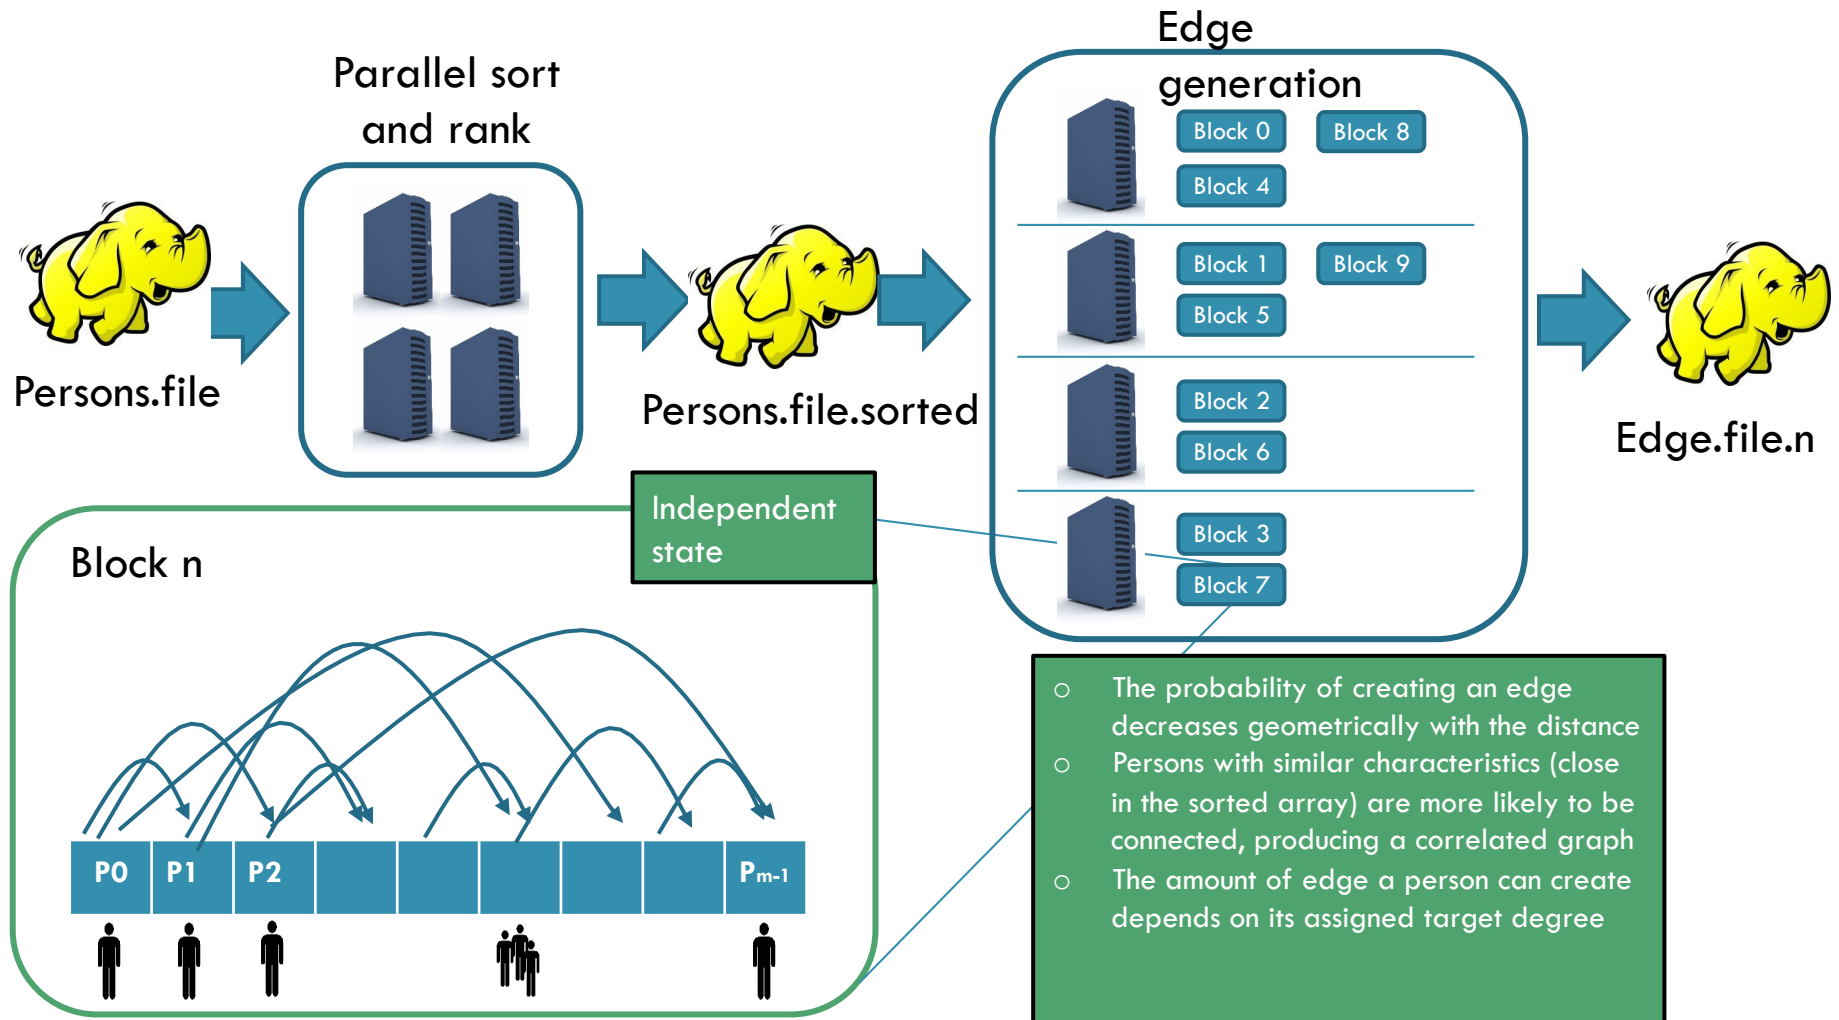 Parallel sort
and rank
Edge
generation
Block 0
Block 8
Block 4
Block 1
Block 9
Block 5
Block 2
Block 6
Block 3
Block 7
Persons.file
Persons.file.sorted
Edge.file.n
Independent
state
Block n
P0
P1
P2
Pm-1
○ The probability of creating an edge
decreases geometrically with the distance
○ Persons with similar characteristics (close
in the sorted array) are more likely to be
connected, producing a correlated graph
○ The amount of edge a person can create
depends on its assigned target degree